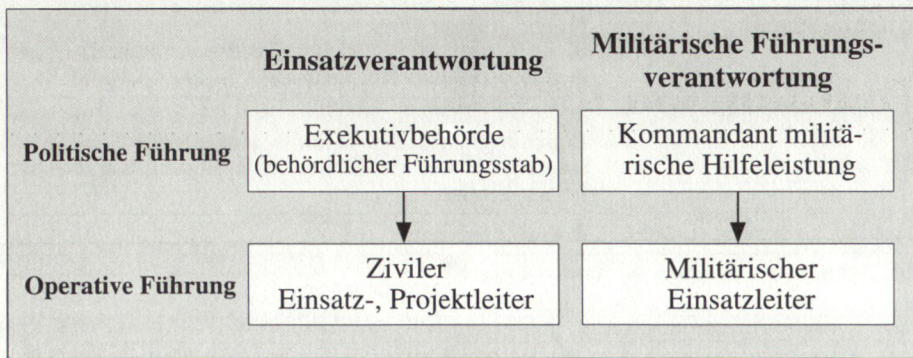 Einsatzverantwortung
Militärische Führungs-
verantwortung
Politische Führung
Exekutivbehörde
(behördlicher Führungsstab)
Kommandant militä-
rische Hilfeleistung
Operative Führung
Ziviler
Einsatz-, Projektleiter
Militärischer
Einsatzleiter